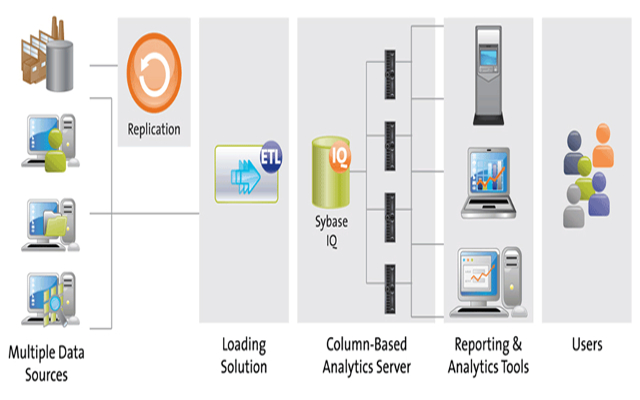 Replication
ETL
IQ
Sybase
IQ
Multiple Data
Sources
Loading
Solution
Column-Based
Analytics Server
Reporting &
Analytics Tools
Users